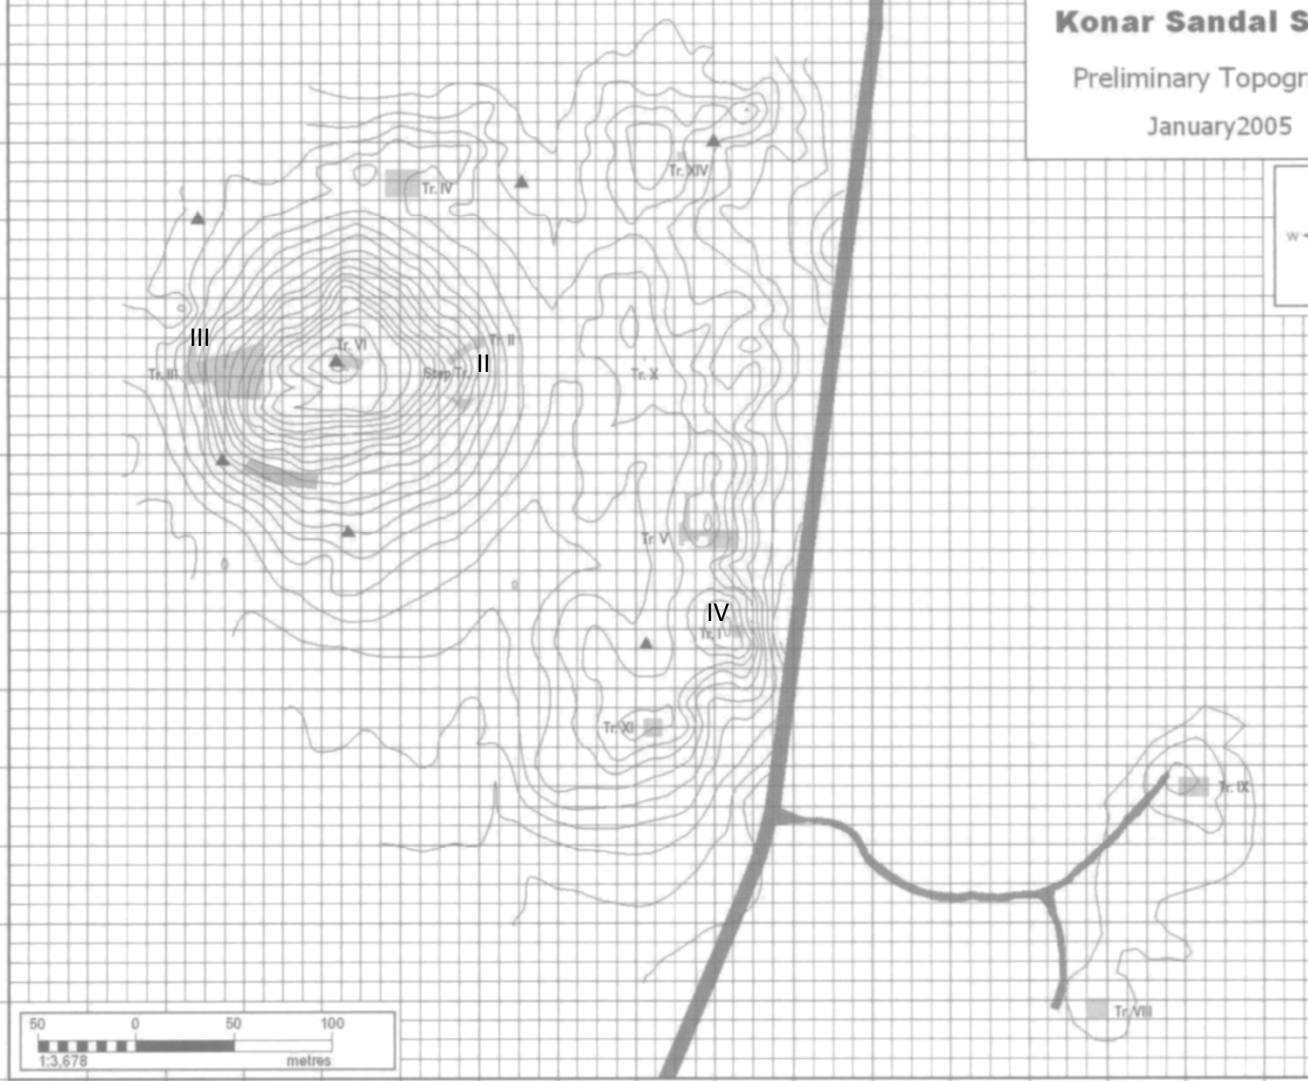 Konar Sandal S
Preliminary Topogr
January2005
W
Tr. XIV
Tr. IV
III
Tr. VI
Tr. II
II
Tr. III
Step Tr.
Tr. X
Tr. V
IV
Tr. I
Tr. XI
Tr. IX
Tr. VIII
50 0 50 100
1:3,678 metres